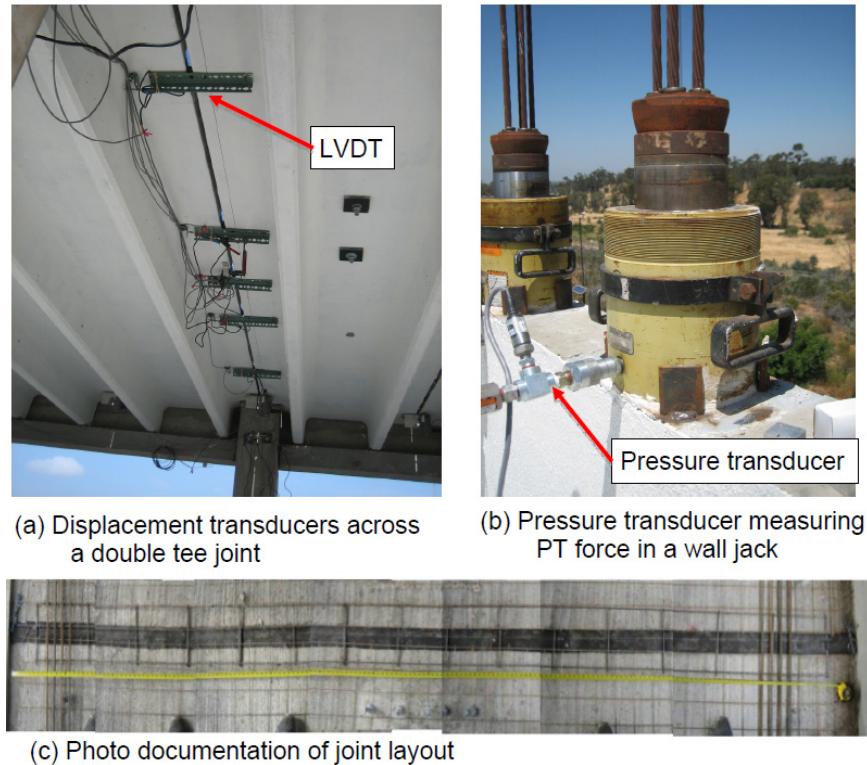 LVDT
Pressure transducer
(a) Displacement transducers across
a double tee joint
(b) Pressure transducer measuring
PT force in a wall jack
(c) Photo documentation of joint layout